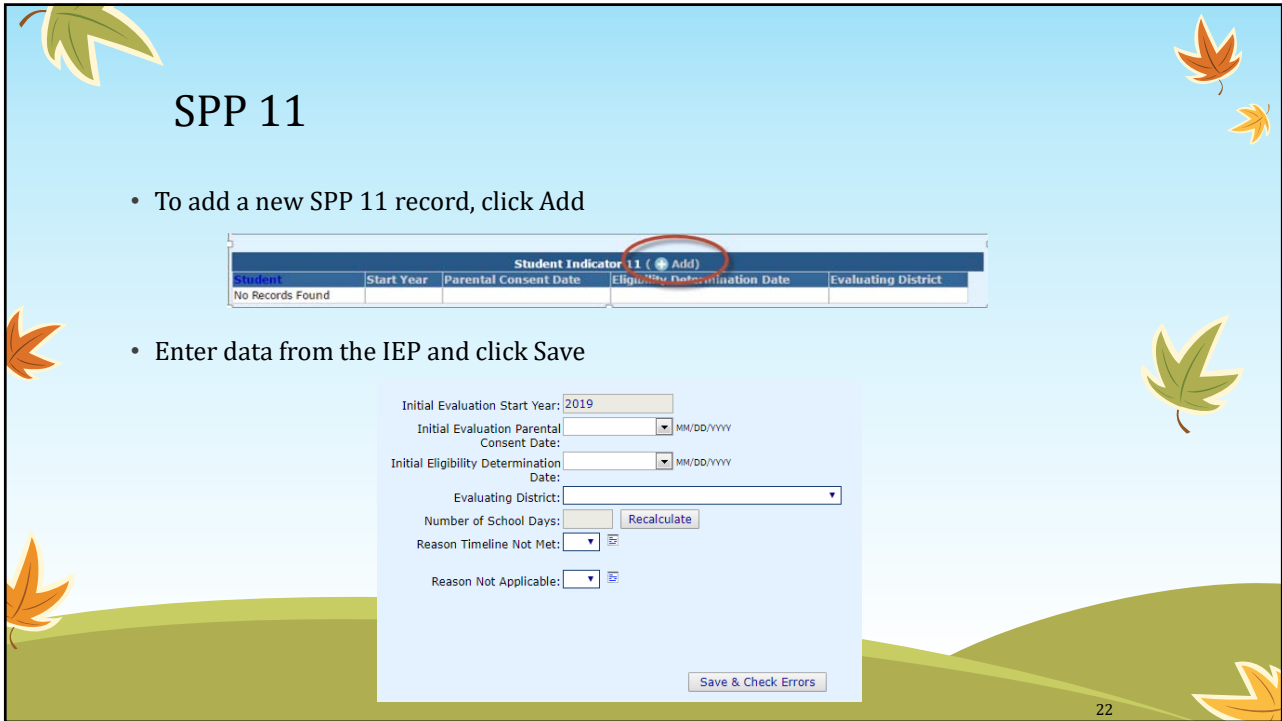 SPP 11
• To add a new SPP 11 record, click Add
Student Indicator 11 ( Add)
Student Start Year Parental Consent Date Eligibility Determination Date Evaluating District
No Records Found
• Enter data from the IEP and click Save
Initial Evaluation Start Year: 2019
Initial Evaluation Parental MM/DD/YYYY
Consent Date:
Initial Eligibility Determination MM/DD/YYYY
Date:
Evaluating District:
Number of School Days: Recalculate
Reason Timeline Not Met:
Reason Not Applicable:
Save & Check Errors
22